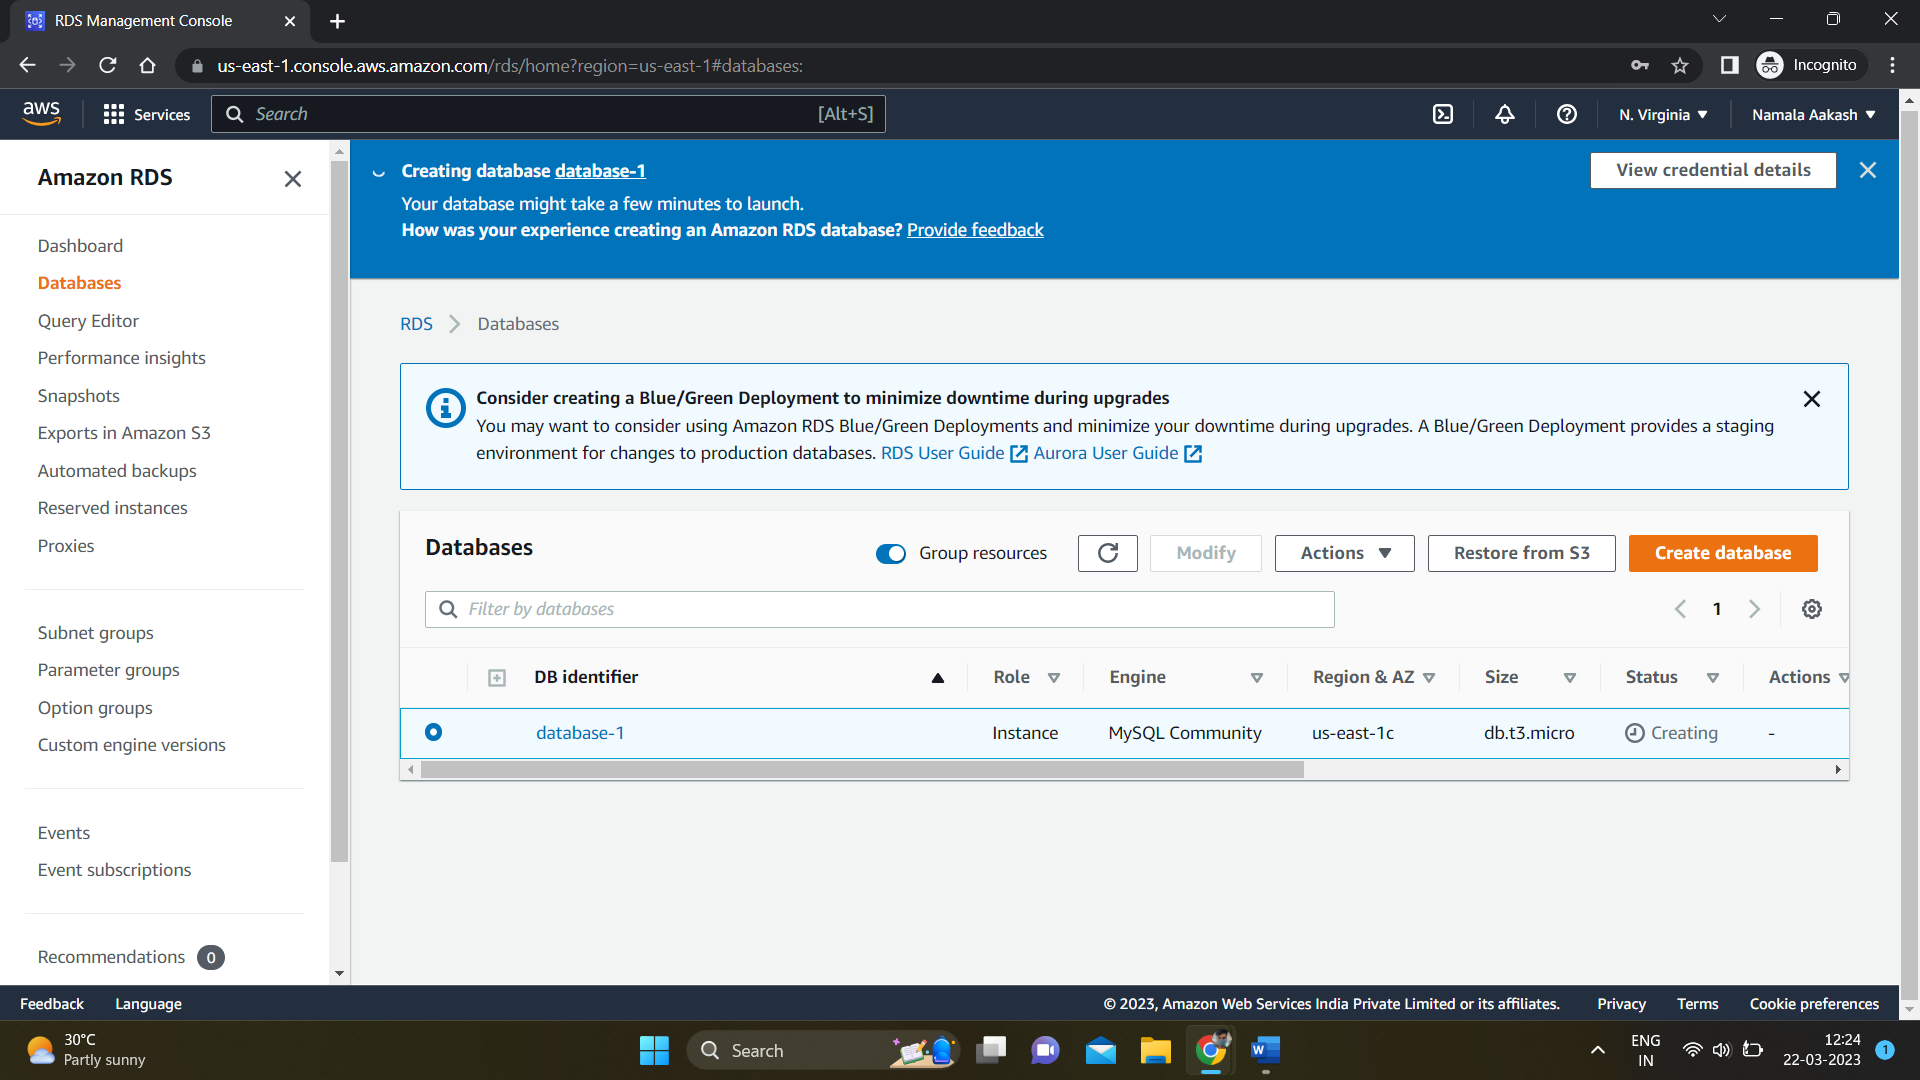 RDS Management Console
us-east-1.console.aws.amazon.com/rds/home?region=us-east-1#databases:
Incognito
aws
Services
Search
[Alt+S]
N. Virginia
Namala Aakash
Amazon RDS
Dashboard
Databases
Query Editor
Performance insights
Snapshots
Exports in Amazon S3
Automated backups
Reserved instances
Proxies
Subnet groups
Parameter groups
Option groups
Custom engine versions
Events
Event subscriptions
Recommendations 0
Creating database database-1
Your database might take a few minutes to launch.
How was your experience creating an Amazon RDS database? Provide feedback
View credential details
RDS Databases
Consider creating a Blue/Green Deployment to minimize downtime during upgrades
You may want to consider using Amazon RDS Blue/Green Deployments and minimize your downtime during upgrades. A Blue/Green Deployment provides a staging
environment for changes to production databases. RDS User Guide Aurora User Guide
Databases
Group resources
Modify
Actions
Restore from S3
Create database
Filter by databases
1
DB identifier Role Engine Region & AZ Size Status Actions
database-1 Instance MySQL Community us-east-1c db.t3.micro Creating -
Feedback Language
© 2023, Amazon Web Services India Private Limited or its affiliates. Privacy Terms Cookie preferences
30°C
Partly sunny
Search
W
ENG
IN
12:24
22-03-2023
1